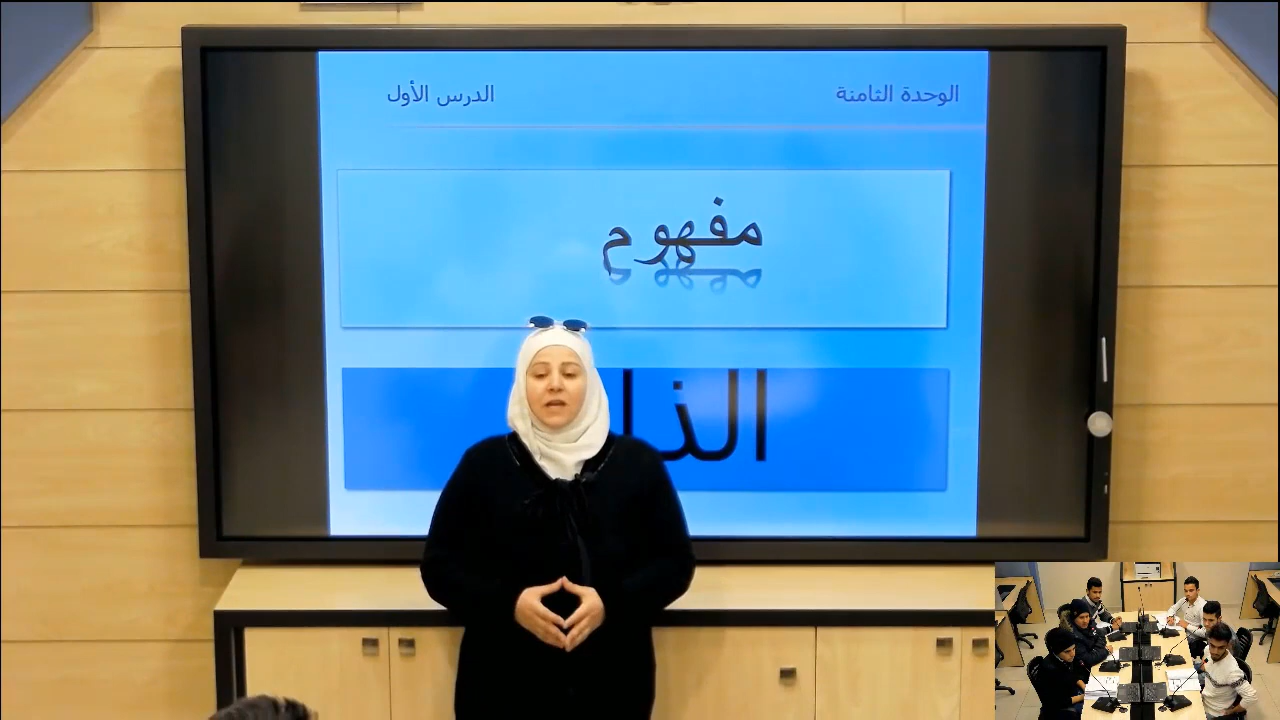 الوحدة الثامنة
الدرس الأول
مفهوم